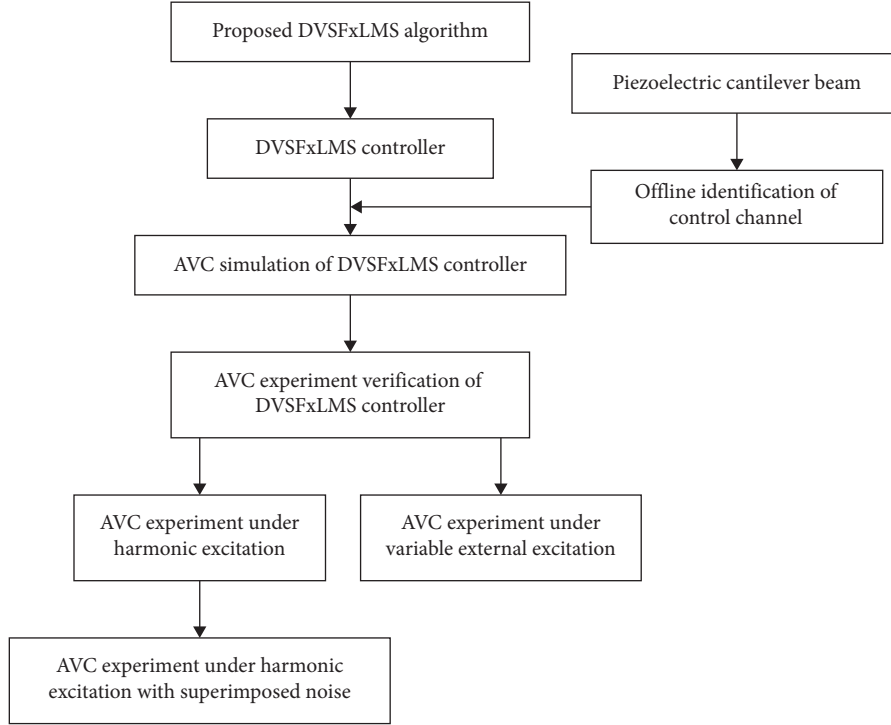 Proposed DVSFxLMS algorithm
Piezoelectric cantilever beam
DVSFxLMS controller
Offline identification of
control channel
AVC simulation of DVSFxLMS controller
AVC experiment verification of
DVSFxLMS controller
AVC experiment under
harmonic excitation
AVC experiment under
variable external excitation
AVC experiment under harmonic
excitation with superimposed noise